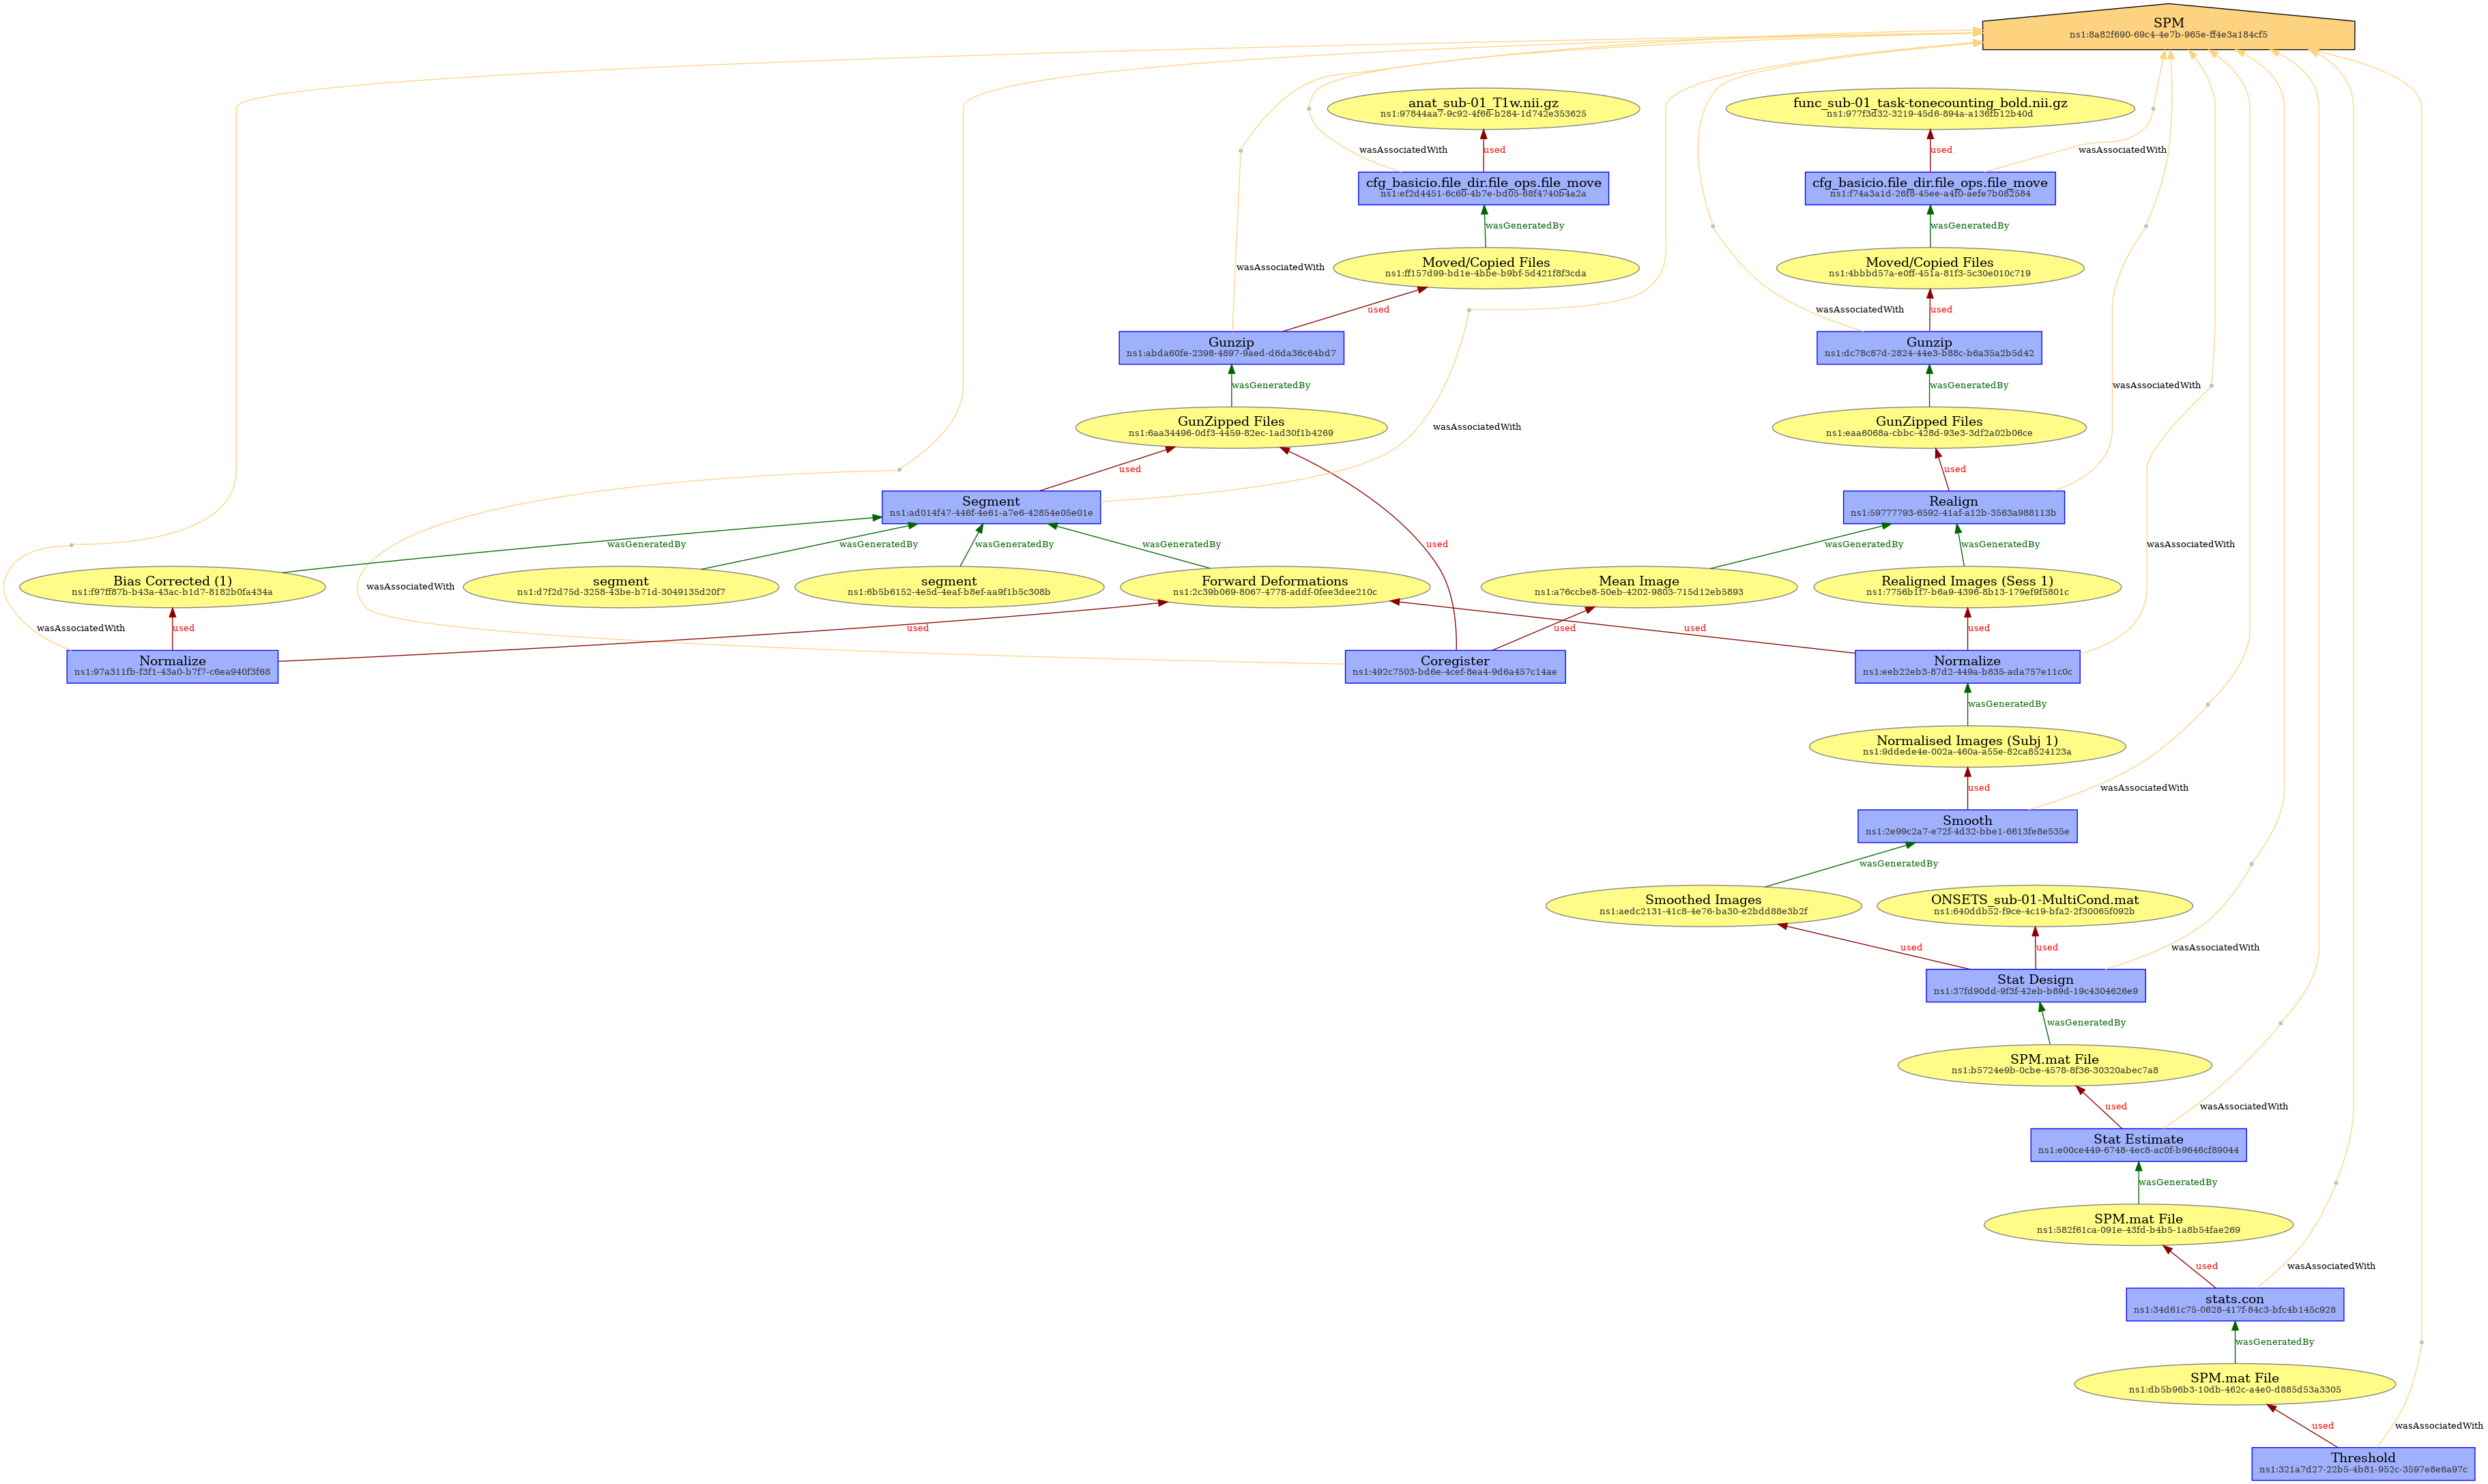 SPM
ns1:8a82f690-69c4-4e7b-965e-ff4e3a184cf5
anat_sub-01_T1w.nii.gz
ns1:97844aa7-9c92-4f66-b284-1d742e353625
func_sub-01_task-tonecounting_bold.nii.gz
ns1:977f3d32-3219-45d6-894a-a136fb12b40d
wasAssociatedWith
used
used
wasAssociatedWith
cfg_basicio.file_dir.file_ops.file_move
ns1:ef2d4451-6c60-4b7e-bd05-68f4740b4a2a
cfg_basicio.file_dir.file_ops.file_move
ns1:f74a3a1d-26f8-45ee-a4f0-aefe7b082584
wasGeneratedBy
wasGeneratedBy
wasAssociatedWith
Moved/Copied Files
ns1:ff157d99-bd1e-4bbe-b9bf-5d421f8f3cda
Moved/Copied Files
ns1:4bbbd57a-e0ff-451a-81f3-5c30e010c719
used
wasAssociatedWith
used
Gunzip
ns1:abda60fe-2398-4897-9aed-d6da36c64bd7
Gunzip
ns1:dc78c87d-2824-44e3-b88c-b6a35a2b5d42
wasGeneratedBy
wasGeneratedBy
wasAssociatedWith
GunZipped Files
ns1:6aa34496-0df3-4459-82ec-1ad30f1b4269
wasAssociatedWith
GunZipped Files
ns1:eaa6068a-cbbc-428d-93e3-3df2a02b06ce
used
used
Segment
ns1:ad014f47-446f-4e61-a7e6-42854e05e01e
Realign
ns1:59777793-6592-41af-a12b-3563a988113b
wasGeneratedBy
wasGeneratedBy
wasGeneratedBy
wasGeneratedBy
used
wasGeneratedBy
wasGeneratedBy
wasAssociatedWith
Bias Corrected (1)
ns1:f97ff87b-b43a-43ac-b1d7-8182b0fa434a
wasAssociatedWith
segment
ns1:d7f2d75d-3258-43be-b71d-3049135d20f7
segment
ns1:6b5b6152-4e5d-4eaf-b8ef-aa9f1b5c308b
Forward Deformations
ns1:2c39b069-8067-4778-addf-0fee3dee210c
Mean Image
ns1:a76ccbe8-50eb-4202-9803-715d12eb5893
Realigned Images (Sess 1)
ns1:7756b1f7-b6a9-4396-8b13-179ef9f5801c
wasAssociatedWith
used
used
used
used
used
Normalize
ns1:97a311fb-f3f1-43a0-b7f7-c6ea940f3f68
Coregister
ns1:492c7503-bd6e-4cef-8ea4-9d6a457c14ae
Normalize
ns1:eeb22eb3-87d2-449a-b835-ada757e11c0c
wasGeneratedBy
Normalised Images (Subj 1)
ns1:9ddede4e-002a-460a-a55e-82ca8524123a
used
wasAssociatedWith
Smooth
ns1:2e99c2a7-e72f-4d32-bbe1-6613fe8e535e
wasGeneratedBy
Smoothed Images
ns1:aedc2131-41c8-4e76-ba30-e2bdd88e3b2f
ONSETS_sub-01-MultiCond.mat
ns1:640ddb52-f9ce-4c19-bfa2-2f30065f092b
used
used
wasAssociatedWith
Stat Design
ns1:37fd90dd-9f3f-42eb-b89d-19c4304626e9
wasGeneratedBy
SPM.mat File
ns1:b5724e9b-0cbe-4578-8f36-30320abec7a8
used
wasAssociatedWith
Stat Estimate
ns1:e00ce449-6748-4ec8-ac0f-b9646cf89044
wasGeneratedBy
SPM.mat File
ns1:582f61ca-091e-43fd-b4b5-1a8b54fae269
used
wasAssociatedWith
stats.con
ns1:34d61c75-0628-417f-84c3-bfc4b145c928
wasGeneratedBy
SPM.mat File
ns1:db5b96b3-10db-462c-a4e0-d885d53a3305
used
wasAssociatedWith
Threshold
ns1:321a7d27-22b5-4b81-952c-3597e8e6a97c